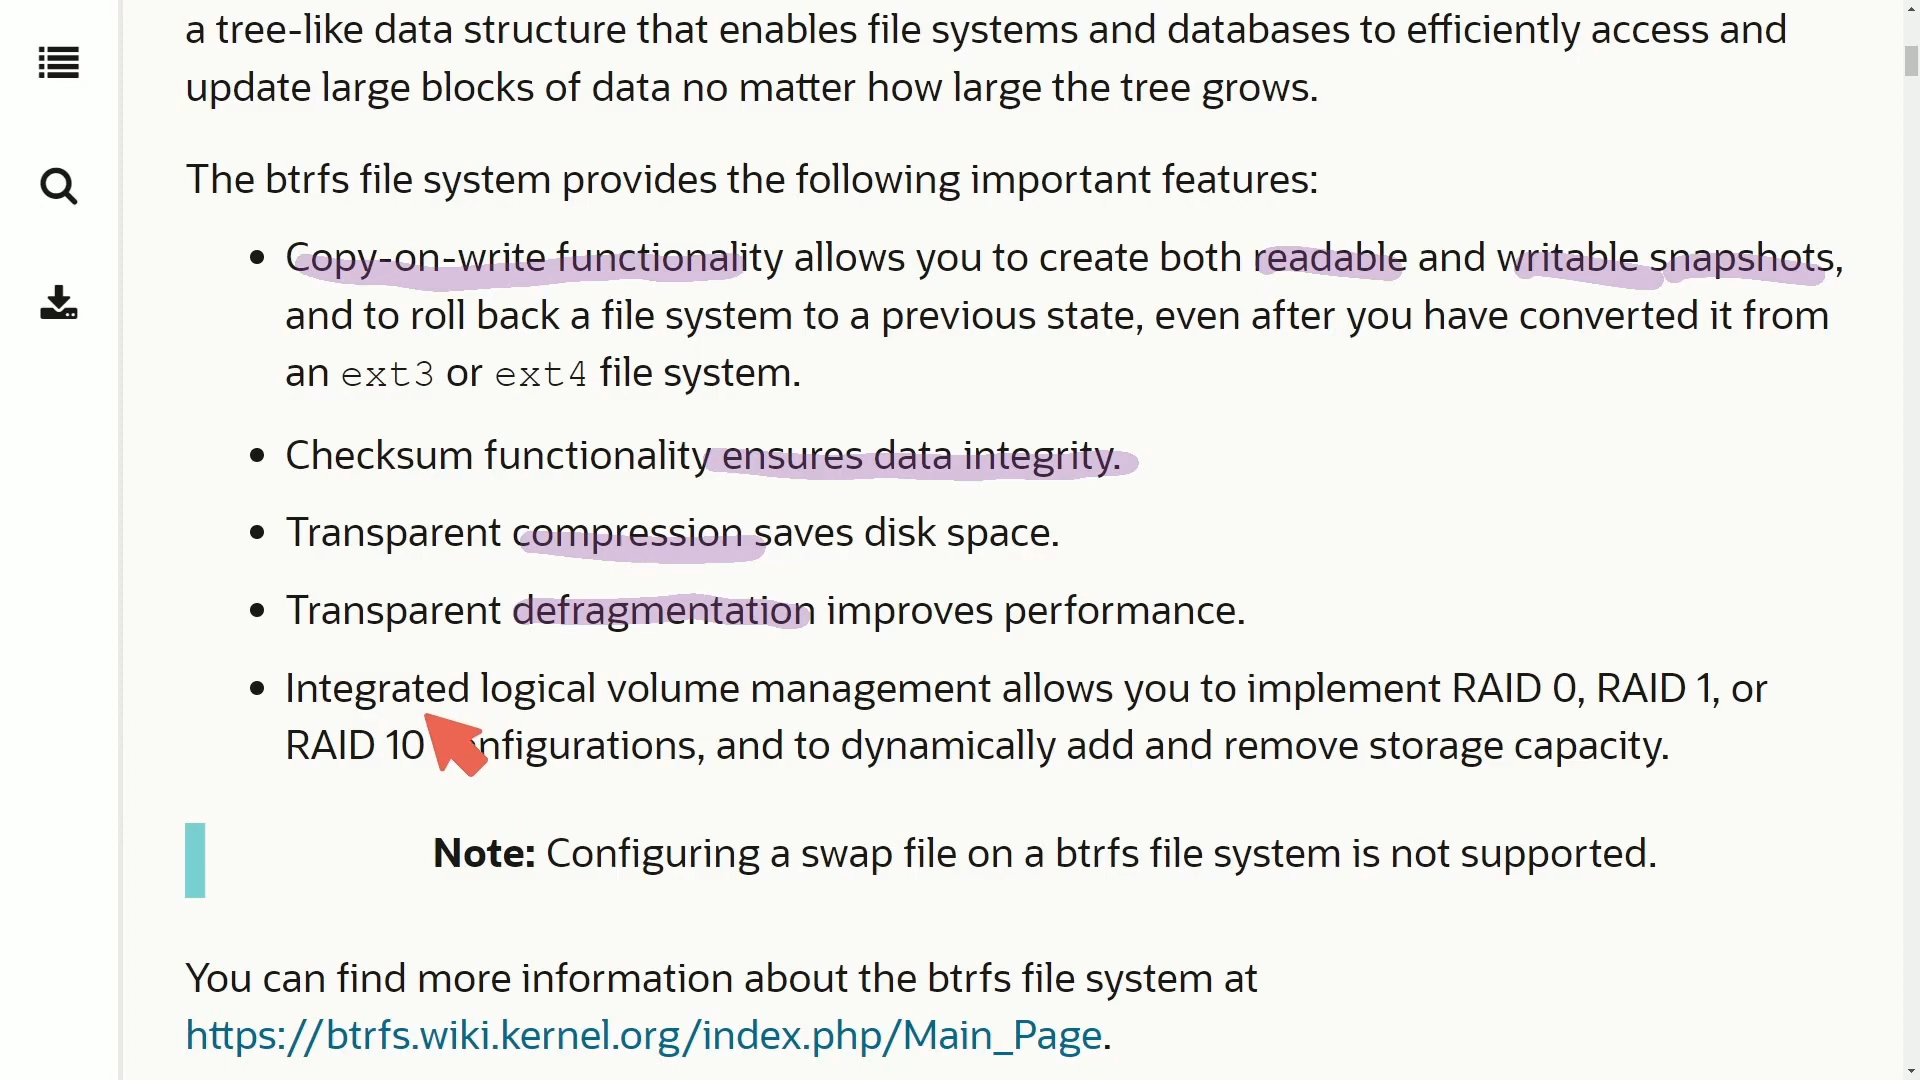 a tree-like data structure that enables file systems and databases to efficiently access and
update large blocks of data no matter how large the tree grows.
The btrfs file system provides the following important features:
• Copy-on-write functionality allows you to create both readable and writable snapshots,
and to roll back a file system to a previous state, even after you have converted it from
an ext3 or ext4 file system.
• Checksum functionality ensures data integrity.
• Transparent compression saves disk space.
• Transparent defragmentation improves performance.
• Integrated logical volume management allows you to implement RAID 0, RAID 1, or
RAID 10 nfigurations, and to dynamically add and remove storage capacity.
Note: Configuring a swap file on a btrfs file system is not supported.
You can find more information about the btrfs file system at
https://btrfs.wiki.kernel.org/index.php/Main_Page.